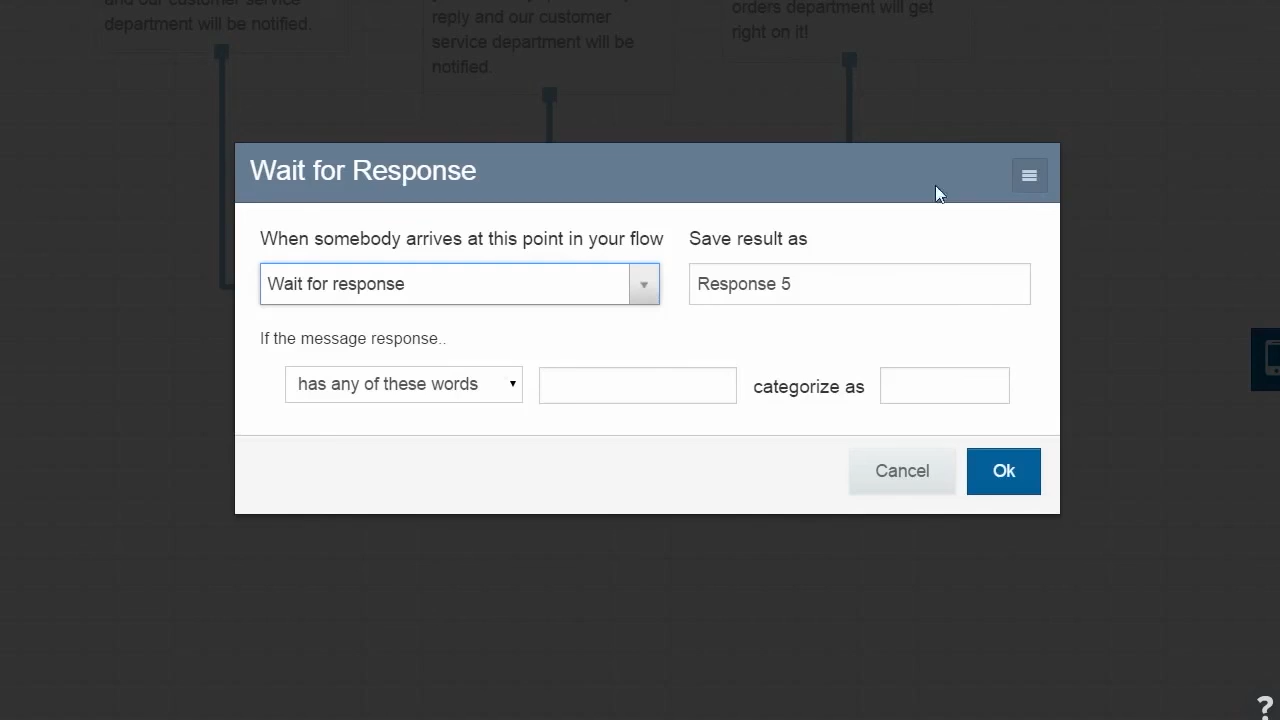 and our customer service
department will be notified.
reply and our customer
service department will be
notified.
orders department will get
right on it!
Wait for Response
When somebody arrives at this point in your flow
Save result as
Wait for response
Response 5
If the message response..
has any of these words
categorize as
Cancel
Ok
?